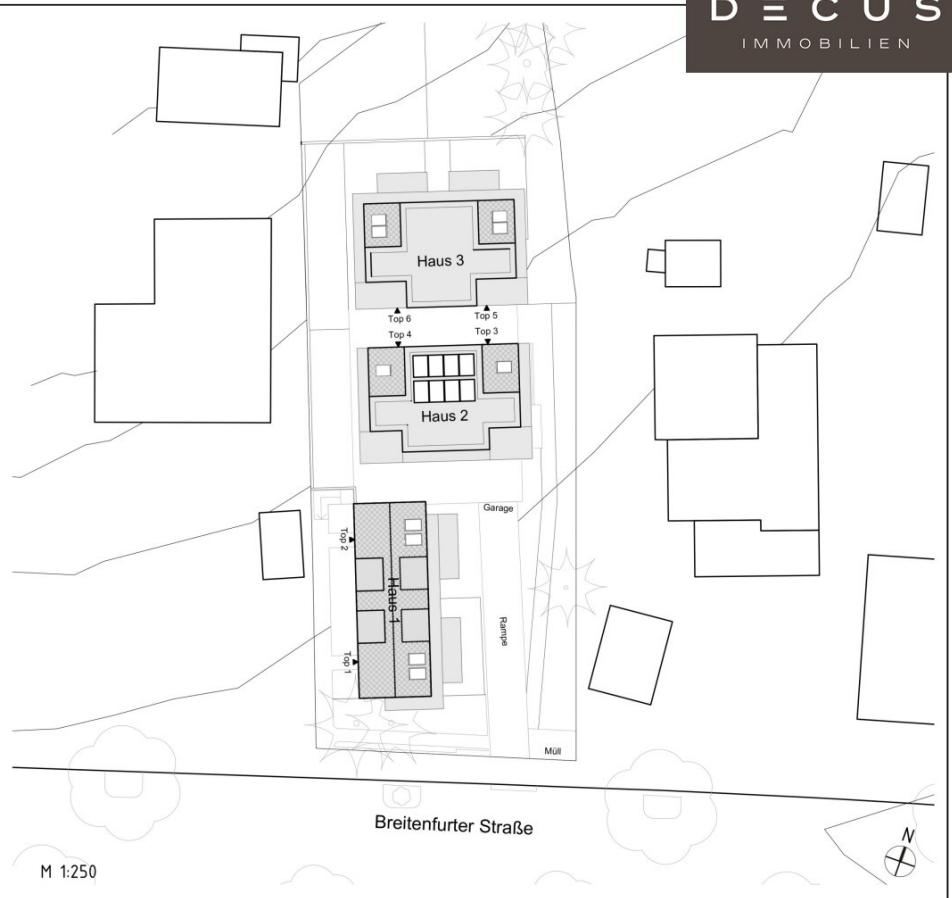 DECUS
IMMOBILIEN
Haus 3
Top 6
Top 5
Top 4
Top 3
Haus 2
Garage
Top 2
Haus 1
Rampe
Top 1
Müll
Breitenfurter Straße
N
M 1:250